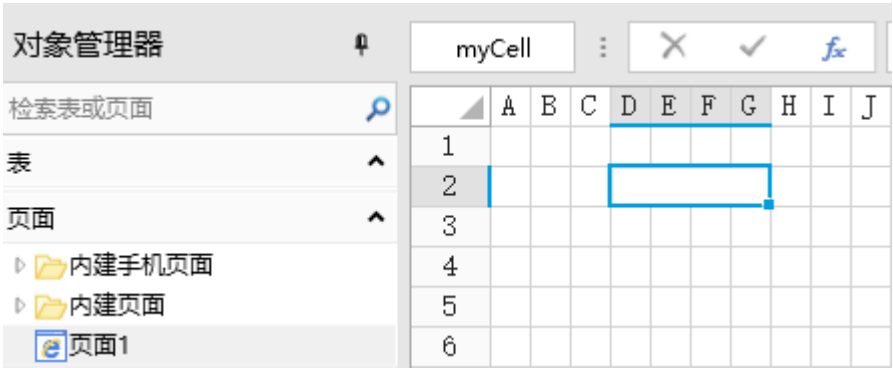 对象管理器
myCell
fx
检索表或页面
A B C D E F G H I J
表
1
2
页面
3
内建手机页面
4
内建页面
5
页面1
6